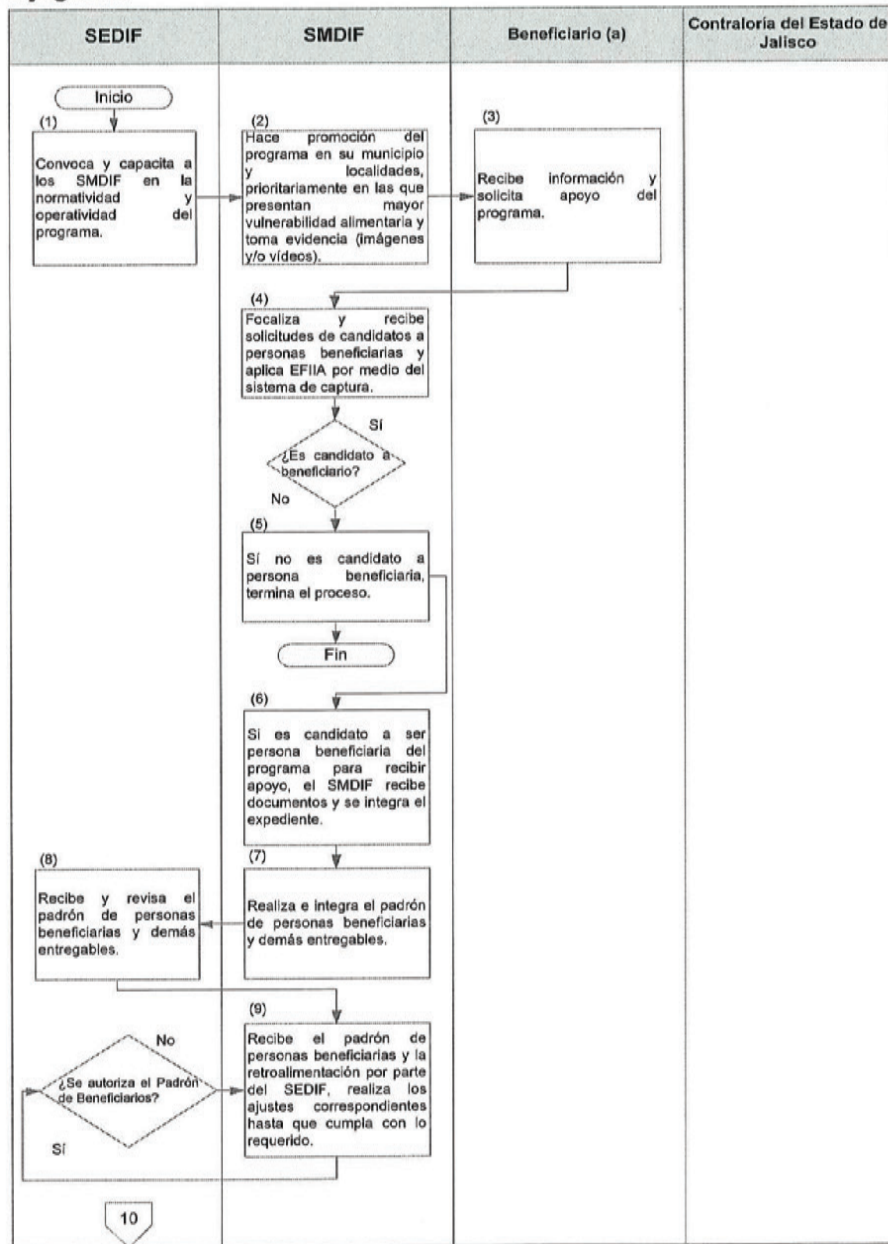 SEDIF
SMDIF
Beneficiario (a)
Contraloría del Estado de
Jalisco
Inicio
(1)
Convoca y capacita a
los SMDIF en la
normatividad y
operatividad del
programa.
(2)
Hace promoción del
programa en su municipio
y localidades,
prioritariamente en las que
presentan mayor
vulnerabilidad alimentaria y
toma evidencia (imágenes
y/o vídeos).
(3)
Recibe información y
solicita apoyo del
programa.
(4)
Focaliza y recibe
solicitudes de candidatos a
personas beneficiarias y
aplica EFIIA por medio del
sistema de captura.
Sí
¿Es candidato a
beneficiario?
No
(5)
Sí no es candidato a
persona beneficiaria,
termina el proceso.
Fin
(6)
Si es candidato a ser
persona beneficiaria del
programa para recibir
apoyo, el SMDIF recibe
documentos y se integra el
expediente.
(7)
Realiza e integra el padrón
de personas beneficiarias
y demás entregables.
(8)
Recibe y revisa el
padrón de personas
beneficiarias y demás
entregables.
(9)
Recibe el padrón de
personas beneficiarias y la
retroalimentación por parte
del SEDIF, realiza los
ajustes correspondientes
hasta que cumpla con lo
requerido.
No
¿Se autoriza el Padrón
de Beneficiarios?
Sí
10